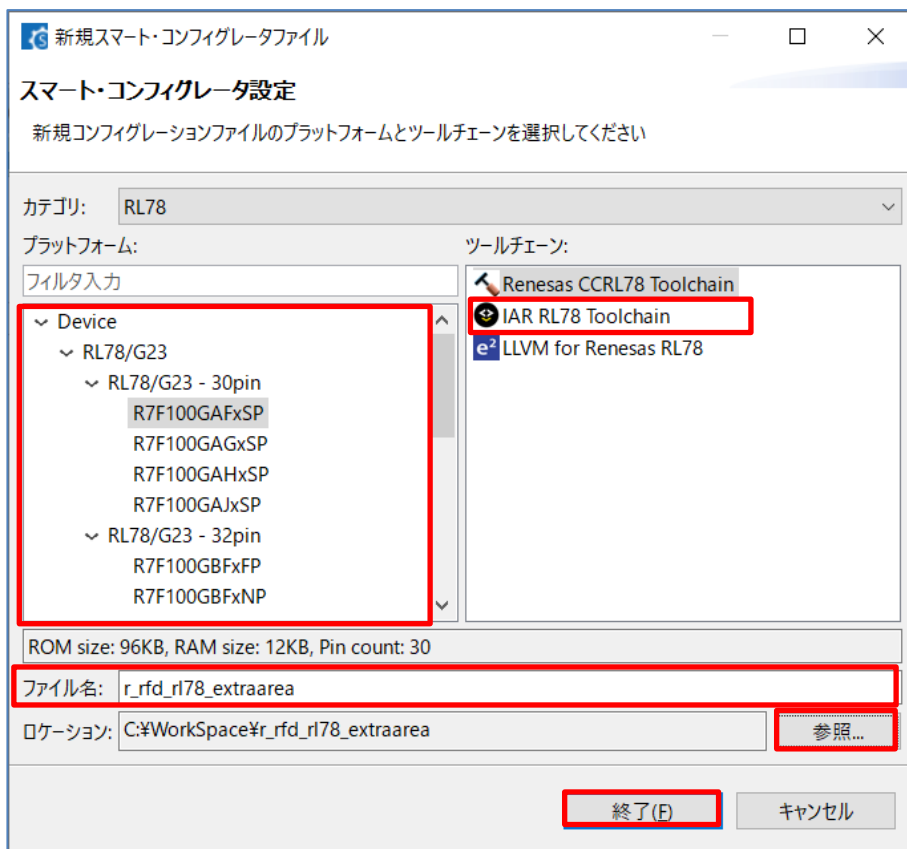 新規スマート・コンフィグレータファイル
スマート・コンフィグレータ設定
新規コンフィグレーションファイルのプラットフォームとツールチェーンを選択してください
カテゴリ: RL78
プラットフォーム:
フィルタ入力
Device
RL78/G23
RL78/G23 - 30pin
R7F100GAFxSP
R7F100GAGxSP
R7F100GAHxSP
R7F100GAJxSP
RL78/G23 - 32pin
R7F100GBFxFP
R7F100GBFxNP
ツールチェーン:
Renesas CCRL78 Toolchain
IAR RL78 Toolchain
e² LLVM for Renesas RL78
ROM size: 96KB, RAM size: 12KB, Pin count: 30
ファイル名: r_rfd_rl78_extraarea
ロケーション: C:¥WorkSpace¥r_rfd_rl78_extraarea 参照...
終了(F) キャンセル